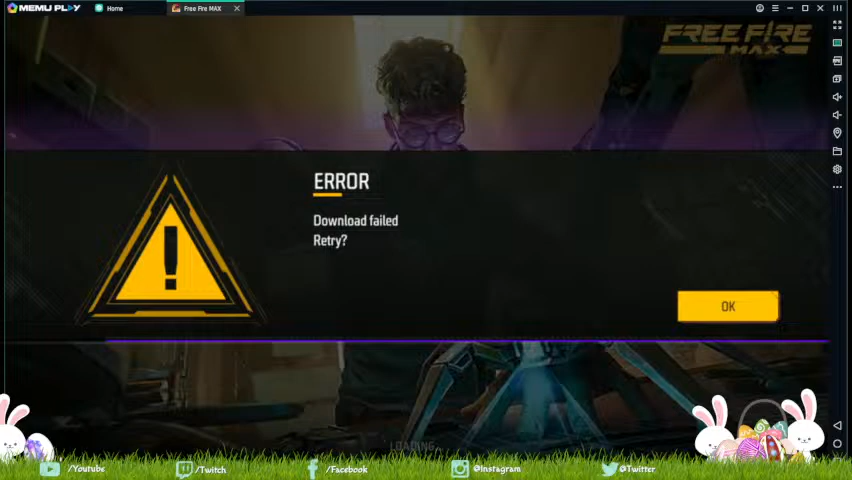 MEMU PLAY
Home
Free Fire MAX
FREE FIRE
MAX
ERROR
Download failed
Retry?
OK
LOADING...
/Youtube
/Twitch
/Facebook
@Instagram
@Twitter